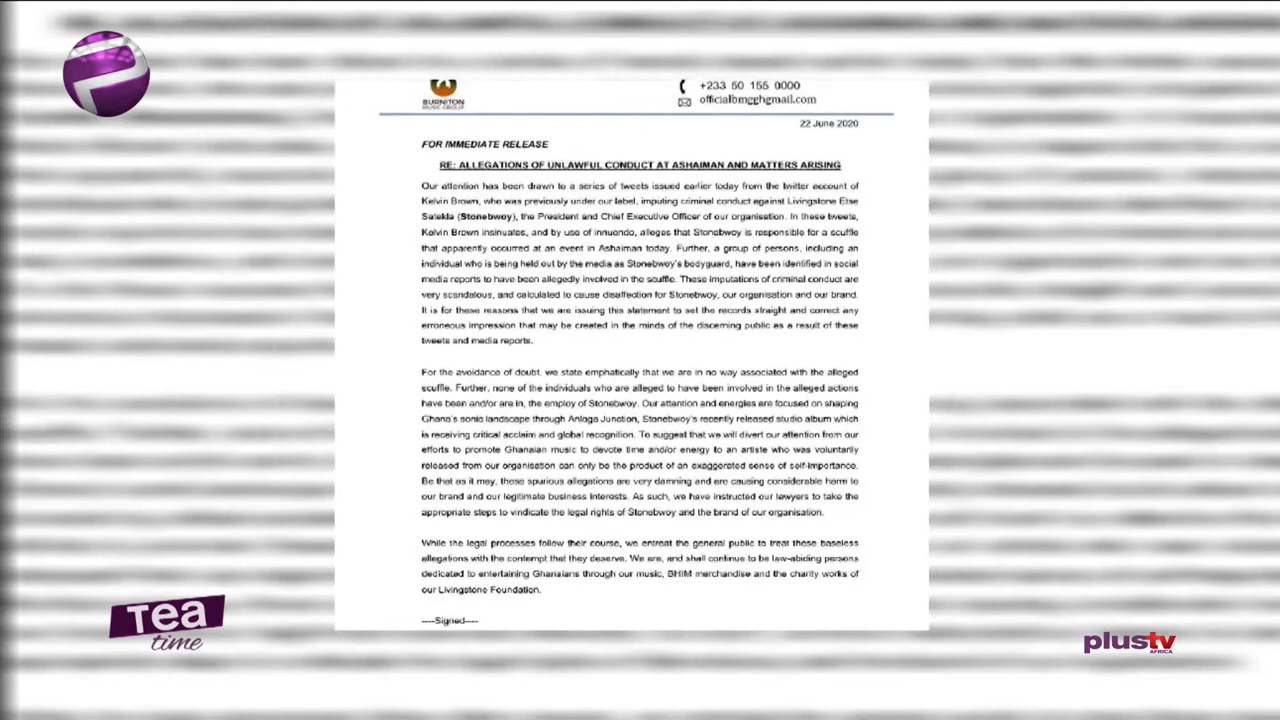 BURNITON
MUSIC GROUP
+233 50 155 0000
officialbmgghgmail.com
22 June 2020
FOR IMMEDIATE RELEASE
RE: ALLEGATIONS OF UNLAWFUL CONDUCT AT ASHAIMAN AND MATTERS ARISING
Our attention has been drawn to a series of tweets issued earlier today from the twitter account of
Kelvin Brown, who was previously under our label, imputing criminal conduct against Livingstone Etse
Satekla (Stonebwoy), the President and Chief Executive Officer of our organisation. In these tweets,
Kelvin Brown insinuates, and by use of innuendo, alleges that Stonebwoy is responsible for a scuffle
that apparently occurred at an event in Ashaiman today. Further, a group of persons, including an
individual who is being held out by the media as Stonebwoy's bodyguard, have been identified in social
media reports to have been allegedly involved in the scuffle. These imputations of criminal conduct are
very scandalous, and calculated to cause disaffection for Stonebwoy, our organisation and our brand.
It is for these reasons that we are issuing this statement to set the records straight and correct any
erroneous impression that may be created in the minds of the discerning public as a result of these
tweets and media reports.
For the avoidance of doubt, we state emphatically that we are in no way associated with the alleged
scuffle. Further, none of the individuals who are alleged to have been involved in the alleged actions
have been and/or are in, the employ of Stonebwoy. Our attention and energies are focused on shaping
Ghana's sonic landscape through Anloga Junction, Stonebwoy's recently released studio album which
is receiving critical acclaim and global recognition. To suggest that we will divert our attention from our
efforts to promote Ghanaian music to devote time and/or energy to an artiste who was voluntarily
released from our organisation can only be the product of an exaggerated sense of self-importance.
Be that as it may, these spurious allegations are very damning and are causing considerable harm to
our brand and our legitimate business interests. As such, we have instructed our lawyers to take the
appropriate steps to vindicate the legal rights of Stonebwoy and the brand of our organisation.
While the legal processes follow their course, we entreat the general public to treat these baseless
allegations with the contempt that they deserve. We are, and shall continue to be law-abiding persons
dedicated to entertaining Ghanaians through our music, BHIM merchandise and the charity works of
our Livingstone Foundation.
----Signed----
Tea
time
plustv
AFRICA